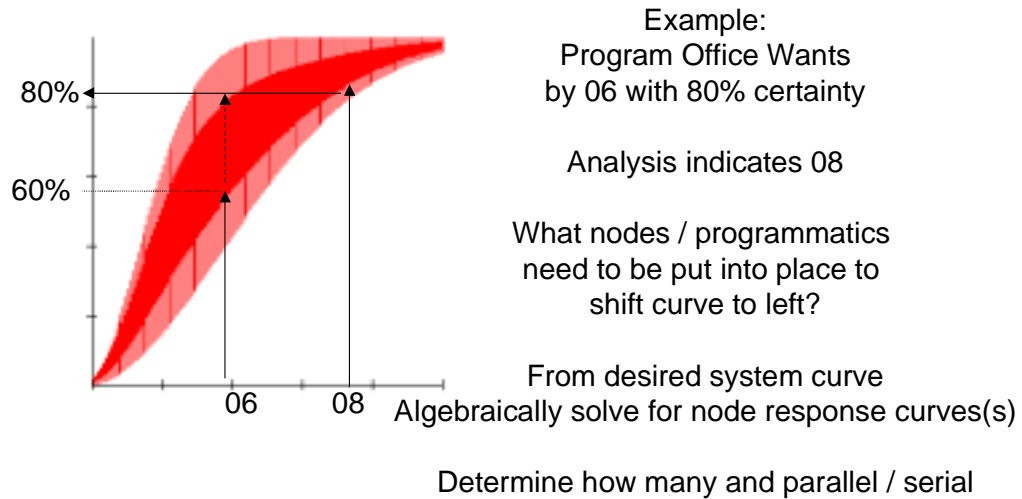 80%
60%
06
08
Example:
Program Office Wants
by 06 with 80% certainty
Analysis indicates 08
What nodes / programmatics
need to be put into place to
shift curve to left?
From desired system curve
Algebraically solve for node response curves(s)
Determine how many and parallel / serial